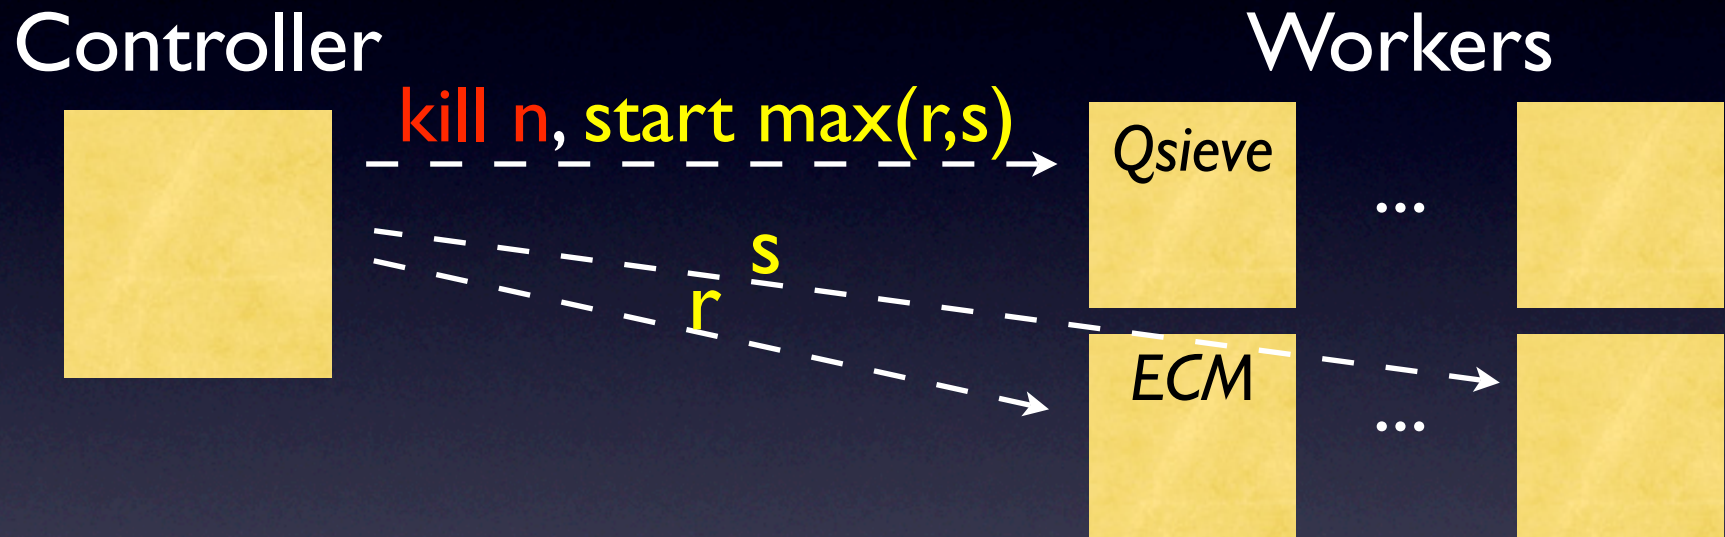 Controller
Workers
kill n, start max(r,s)
Qsieve
...
s
r
ECM
...